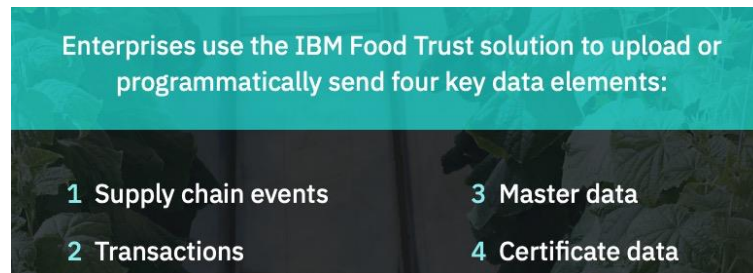 Enterprises use the IBM Food Trust solution to upload or
programmatically send four key data elements:
1 Supply chain events
2 Transactions
3 Master data
4 Certificate data